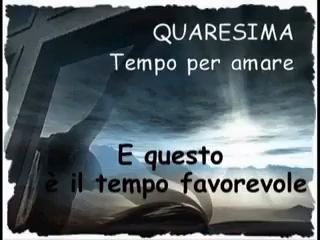 QUARESIMA
Tempo per amare
E questo
è il tempo favorevole